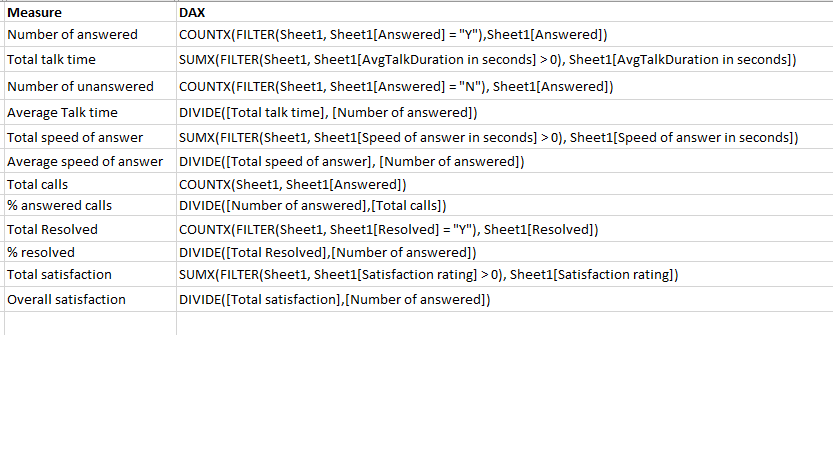 Measure DAX
Number of answered COUNTX(FILTER(Sheet1, Sheet1[Answered] = "Y"),Sheet1[Answered])
Total talk time SUMX(FILTER(Sheet1, Sheet1[AvgTalkDuration in seconds] > 0), Sheet1[AvgTalkDuration in seconds])
Number of unanswered COUNTX(FILTER(Sheet1, Sheet1[Answered] = "N"), Sheet1[Answered])
Average Talk time DIVIDE([Total talk time], [Number of answered])
Total speed of answer SUMX(FILTER(Sheet1, Sheet1[Speed of answer in seconds] > 0), Sheet1[Speed of answer in seconds])
Average speed of answer DIVIDE([Total speed of answer], [Number of answered])
Total calls COUNTX(Sheet1, Sheet1[Answered])
% answered calls DIVIDE([Number of answered],[Total calls])
Total Resolved COUNTX(FILTER(Sheet1, Sheet1[Resolved] = "Y"), Sheet1[Resolved])
% resolved DIVIDE([Total Resolved],[Number of answered])
Total satisfaction SUMX(FILTER(Sheet1, Sheet1[Satisfaction rating] > 0), Sheet1[Satisfaction rating])
Overall satisfaction DIVIDE([Total satisfaction],[Number of answered])